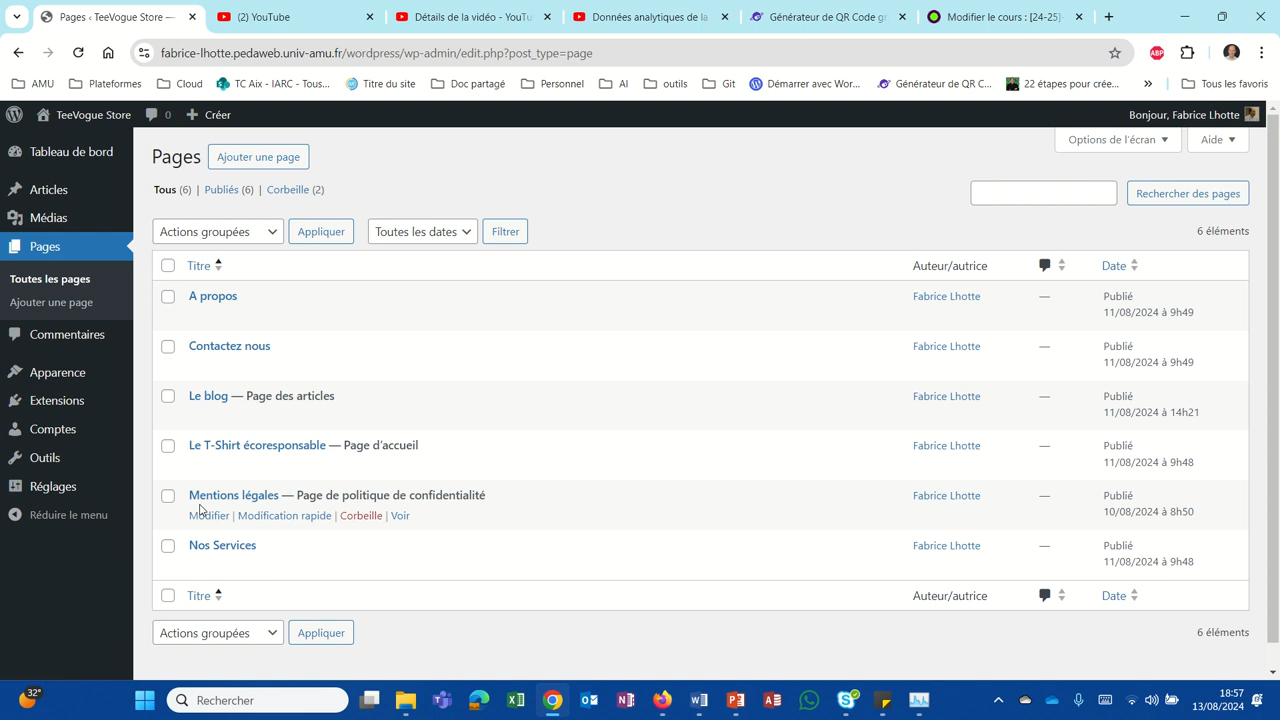 Pages ‹ TeeVogue Store —
(2) YouTube
Détails de la vidéo - YouTu
Données analytiques de la
Générateur de QR Code gr
Modifier le cours : [24-25]
fabrice-lhotte.pedaweb.univ-amu.fr/wordpress/wp-admin/edit.php?post_type=page
AMU
Plateformes
Cloud
TC Aix - IARC - Tous...
Titre du site
Doc partagé
Personnel
AI
outils
Git
Démarrer avec Wor...
Générateur de QR C...
22 étapes pour crée...
»
Tous les favoris
TeeVogue Store
0
Créer
Bonjour, Fabrice Lhotte
Tableau de bord
Articles
Médias
Pages
Toutes les pages
Ajouter une page
Commentaires
Apparence
Extensions
Comptes
Outils
Réglages
Réduire le menu
Pages
Ajouter une page
Options de l'écran
Aide
Tous (6) | Publiés (6) | Corbeille (2)
Rechercher des pages
Actions groupées
Appliquer
Toutes les dates
Filtrer
6 éléments
Titre
Auteur/autrice
Date
A propos
Fabrice Lhotte
—
Publié
11/08/2024 à 9h49
Contactez nous
Fabrice Lhotte
—
Publié
11/08/2024 à 9h49
Le blog — Page des articles
Fabrice Lhotte
—
Publié
11/08/2024 à 14h21
Le T-Shirt écoresponsable — Page d'accueil
Fabrice Lhotte
—
Publié
11/08/2024 à 9h48
Mentions légales — Page de politique de confidentialité
Modifier | Modification rapide | Corbeille | Voir
Fabrice Lhotte
—
Publié
10/08/2024 à 8h50
Nos Services
Fabrice Lhotte
—
Publié
11/08/2024 à 9h48
Titre
Auteur/autrice
Date
Actions groupées
Appliquer
6 éléments
32°
Rechercher
18:57
13/08/2024